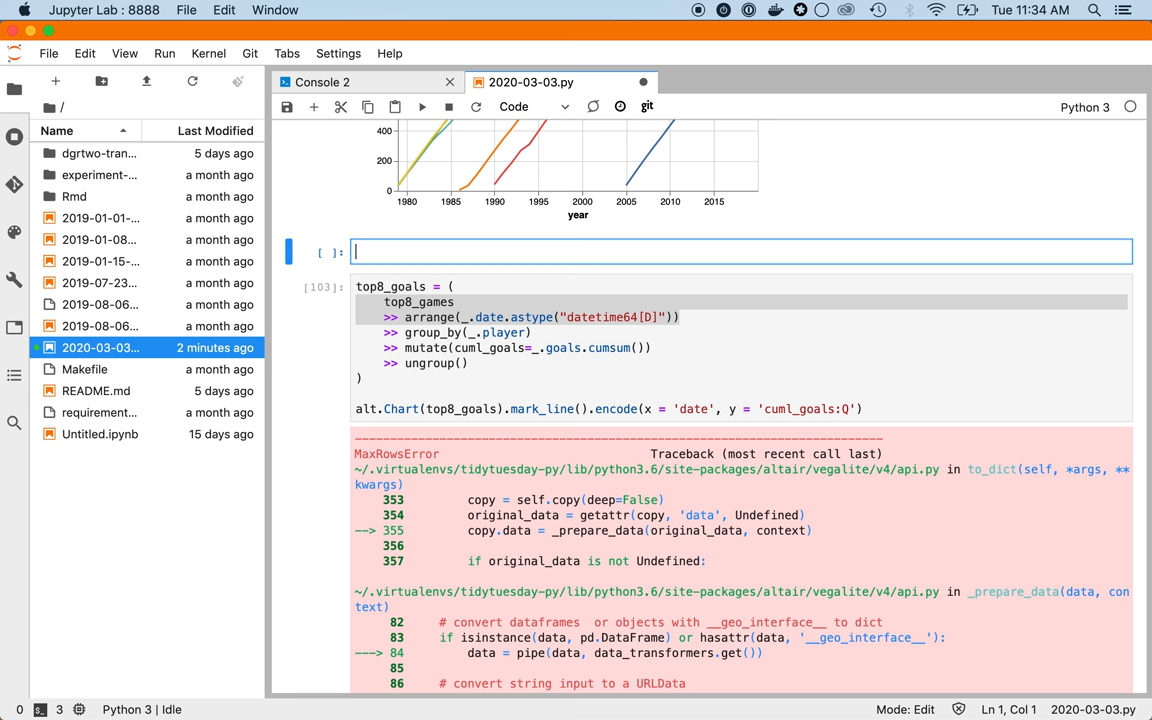 Jupyter Lab : 8888 File Edit Window Tue 11:34 AM
File Edit View Run Kernel Git Tabs Settings Help
Console 2
2020-03-03.py
Code
git
Python 3
/
Name Last Modified
dgrtwo-tran... 5 days ago
experiment-... a month ago
Rmd a month ago
2019-01-01-... a month ago
2019-01-08... a month ago
2019-01-15-... a month ago
2019-07-23... a month ago
2019-08-06... a month ago
2019-08-06... a month ago
2020-03-03... 2 minutes ago
Makefile a month ago
README.md 5 days ago
requirement... a month ago
Untitled.ipynb 15 days ago
400
200
0
1980 1985 1990 1995 2000 2005 2010 2015
year
[ ]:
[103]: top8_goals = (
top8_games
>> arrange(_.date.astype("datetime64[D]"))
>> group_by(_.player)
>> mutate(cuml_goals=_.goals.cumsum())
>> ungroup()
)
alt.Chart(top8_goals).mark_line().encode(x = 'date', y = 'cuml_goals:Q')
---------------------------------------------------------------------------
MaxRowsError Traceback (most recent call last)
~/.virtualenvs/tidytuesday-py/lib/python3.6/site-packages/altair/vegalite/v4/api.py in to_dict(self, *args, **
kwargs)
353 copy = self.copy(deep=False)
354 original_data = getattr(copy, 'data', Undefined)
--> 355 copy.data = _prepare_data(original_data, context)
356
357 if original_data is not Undefined:
~/.virtualenvs/tidytuesday-py/lib/python3.6/site-packages/altair/vegalite/v4/api.py in _prepare_data(data, con
text)
82 # convert dataframes  or objects with __geo_interface__ to dict
83 if isinstance(data, pd.DataFrame) or hasattr(data, '__geo_interface__'):
---> 84 data = pipe(data, data_transformers.get())
85
86 # convert string input to a URLData
0 3 Python 3 | Idle Mode: Edit Ln 1, Col 1 2020-03-03.py